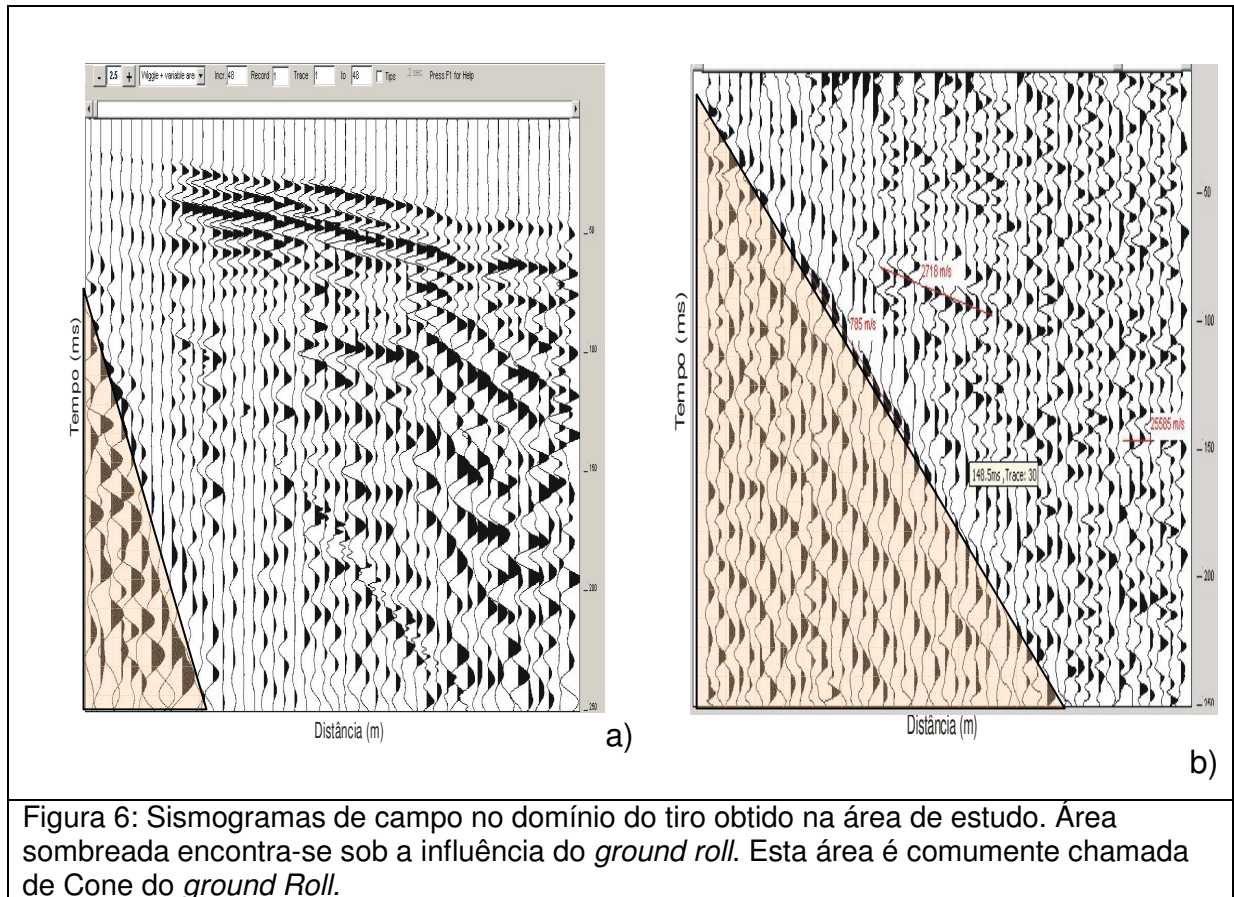 - 2.5 + Wiggle + variable area Incr. 48 Record 1 Trace 1 to 48 Tips .2 sec Press F1 for Help
Tempo (ms)
50
100
150
200
250
Distância (m)
a)
Tempo (ms)
2718 m/s
785 m/s
25585 m/s
148.5ms ,Trace: 30
50
100
150
200
250
Distância (m)
b)
Figura 6: Sismogramas de campo no domínio do tiro obtido na área de estudo. Área
sombreada encontra-se sob a influência do ground roll. Esta área é comumente chamada
de Cone do ground Roll.